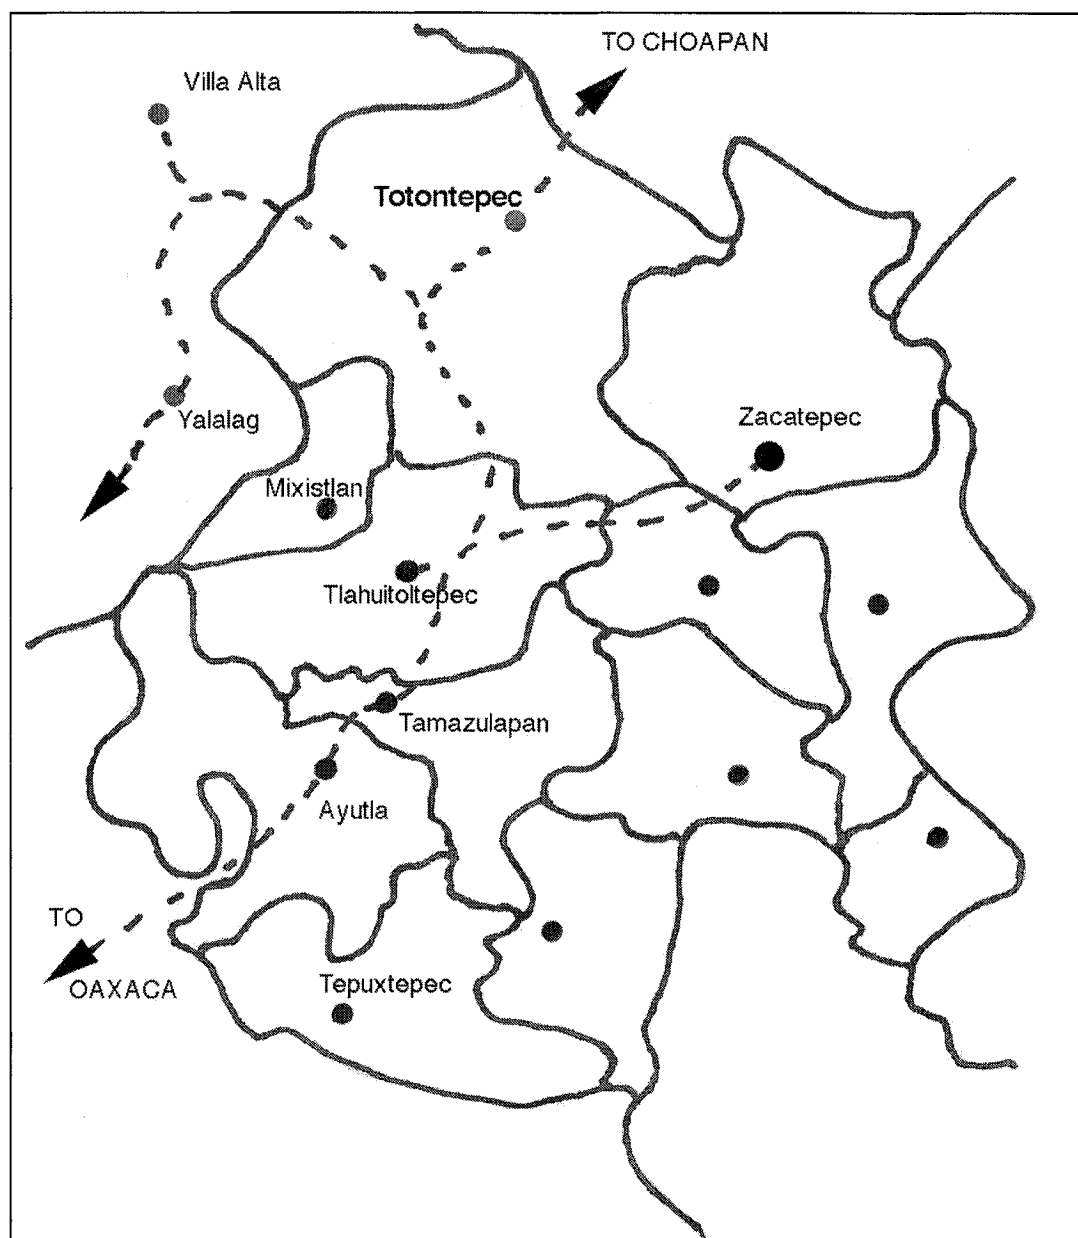 TO CHOAPAN
Villa Alta
Totontepec
Yalalag
Zacatepec
Mixistlan
Tlahuitoltepec
Tamazulapan
Ayutla
TO
OAXACA
Tepuxtepec